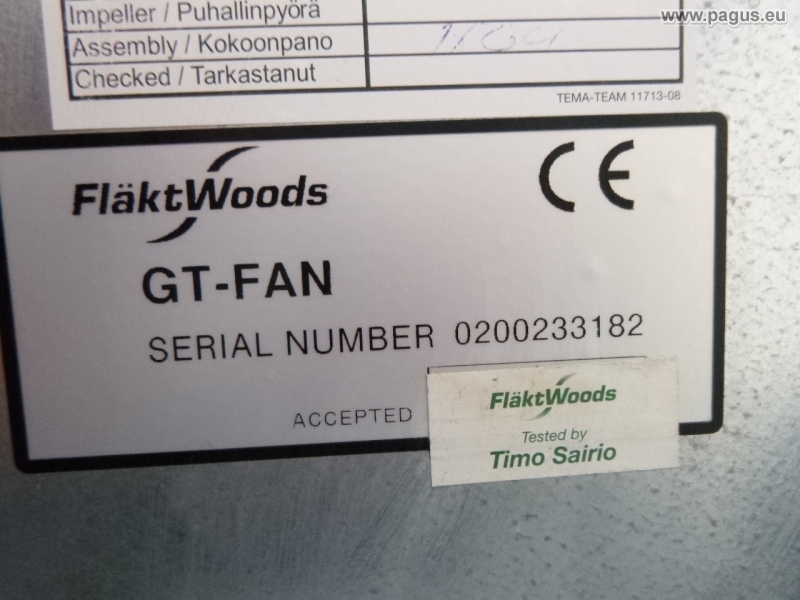 www.pagus.eu
Impeller / Puhallinpyörä
Assembly / Kokoonpano
Checked / Tarkastanut
TEMA-TEAM 11713-08
FläktWoods
CE
GT-FAN
SERIAL NUMBER 0200233182
ACCEPTED
FläktWoods
Tested by
Timo Sairio